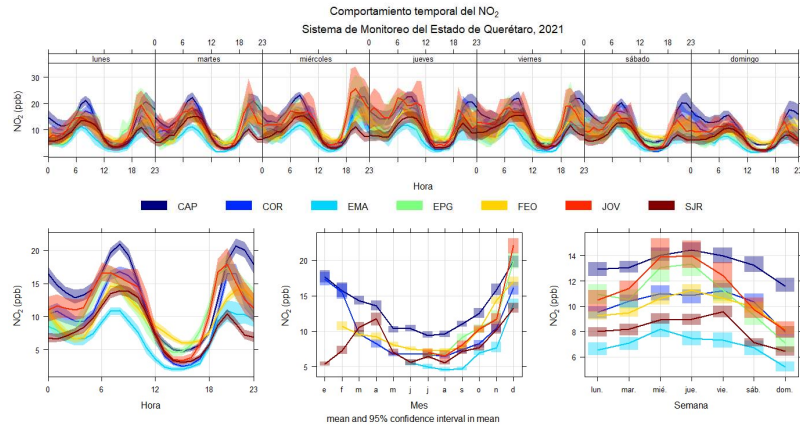 Comportamiento temporal del NO₂
Sistema de Monitoreo del Estado de Querétaro, 2021
0 6 12 18 23 0 6 12 18 23 0 6 12 18 23
lunes martes miércoles jueves viernes sábado domingo
NO₂ (ppb)
30
20
10
0 6 12 18 23 0 6 12 18 23 0 6 12 18 23 0 6 12 18 23
Hora
CAP COR EMA EPG FEO JOV SJR
NO₂ (ppb)
20
15
10
5
0 6 12 18 23
Hora
NO₂ (ppb)
20
15
10
5
e f m a m j j a s o n d
Mes
NO₂ (ppb)
14
12
10
8
6
lun. mar. mié. jue. vie. sáb. dom.
Semana
mean and 95% confidence interval in mean